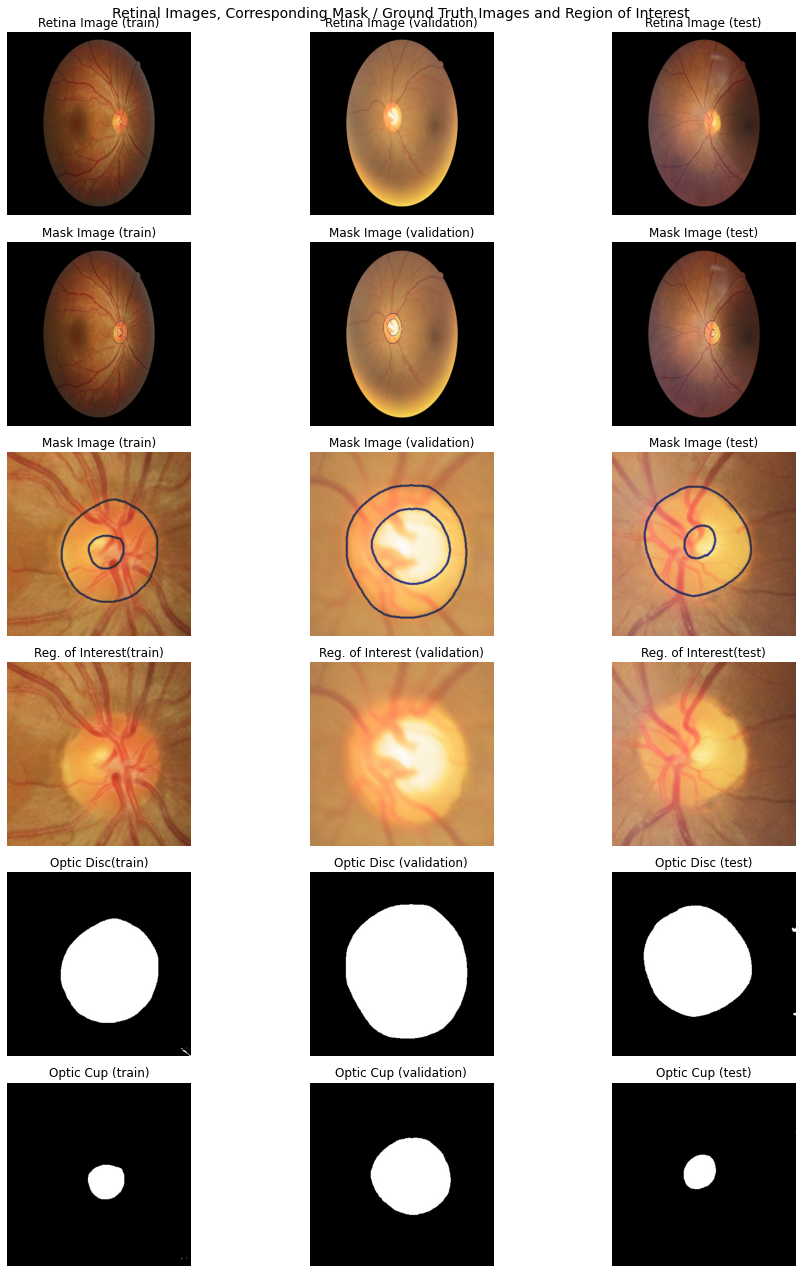 Retinal Images, Corresponding Mask / Ground Truth Images and Region of Interest
Retina Image (train)
Retina Image (validation)
Retina Image (test)
Mask Image (train)
Mask Image (validation)
Mask Image (test)
Mask Image (train)
Mask Image (validation)
Mask Image (test)
Reg. of Interest(train)
Reg. of Interest (validation)
Reg. of Interest(test)
Optic Disc(train)
Optic Disc (validation)
Optic Disc (test)
Optic Cup (train)
Optic Cup (validation)
Optic Cup (test)